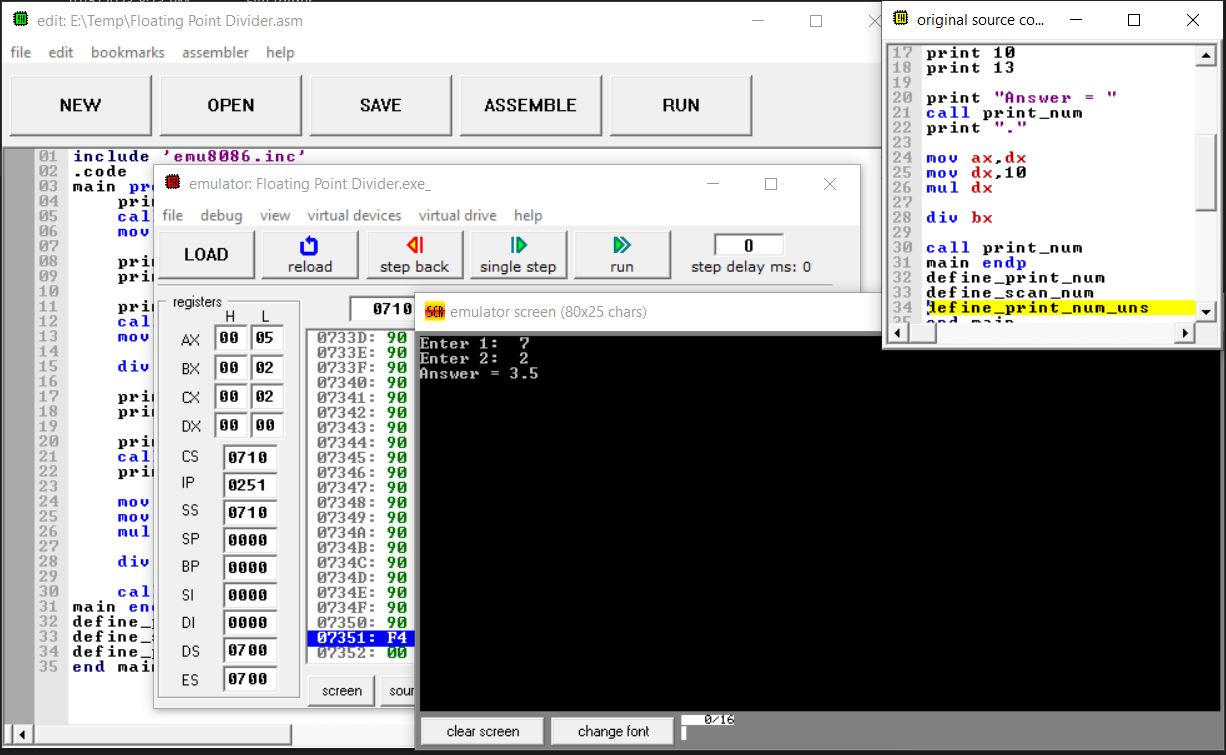 edit: E:\Temp\Floating Point Divider.asm
file edit bookmarks assembler help
NEW OPEN SAVE ASSEMBLE RUN
01 include 'emu8086.inc'
02 .code
03 main pro
04 prin
05 cal
06 mov
07
08 prin
09 prin
10
11 prin
12 cal
13 mov
14
15 div
16
17 prin
18 prin
19
20 prin
21 cal
22 prin
23
24 mov
25 mov
26 mul
27
28 div
29
30 cal
31 main en
32 define_
33 define_
34 define_
35 end mai
emulator: Floating Point Divider.exe_
file debug view virtual devices virtual drive help
LOAD reload step back single step run
0
step delay ms: 0
registers
H L
AX 00 05
BX 00 02
CX 00 02
DX 00 00
CS 0710
IP 0251
SS 0710
SP 0000
BP 0000
SI 0000
DI 0000
DS 0700
ES 0700
0710
0733D: 90
0733E: 90
0733F: 90
07340: 90
07341: 90
07342: 90
07343: 90
07344: 90
07345: 90
07346: 90
07347: 90
07348: 90
07349: 90
0734A: 90
0734B: 90
0734C: 90
0734D: 90
0734E: 90
0734F: 90
07350: 90
07351: F4
07352: 00
screen sour
SCR emulator screen (80x25 chars)
Enter 1: 7
Enter 2: 2
Answer = 3.5
clear screen change font 0/16
original source co...
17 print 10
18 print 13
19
20 print "Answer = "
21 call print_num
22 print "."
23
24 mov ax,dx
25 mov dx,10
26 mul dx
27
28 div bx
29
30 call print_num
31 main endp
32 define_print_num
33 define_scan_num
34 define_print_num_uns
35 end main